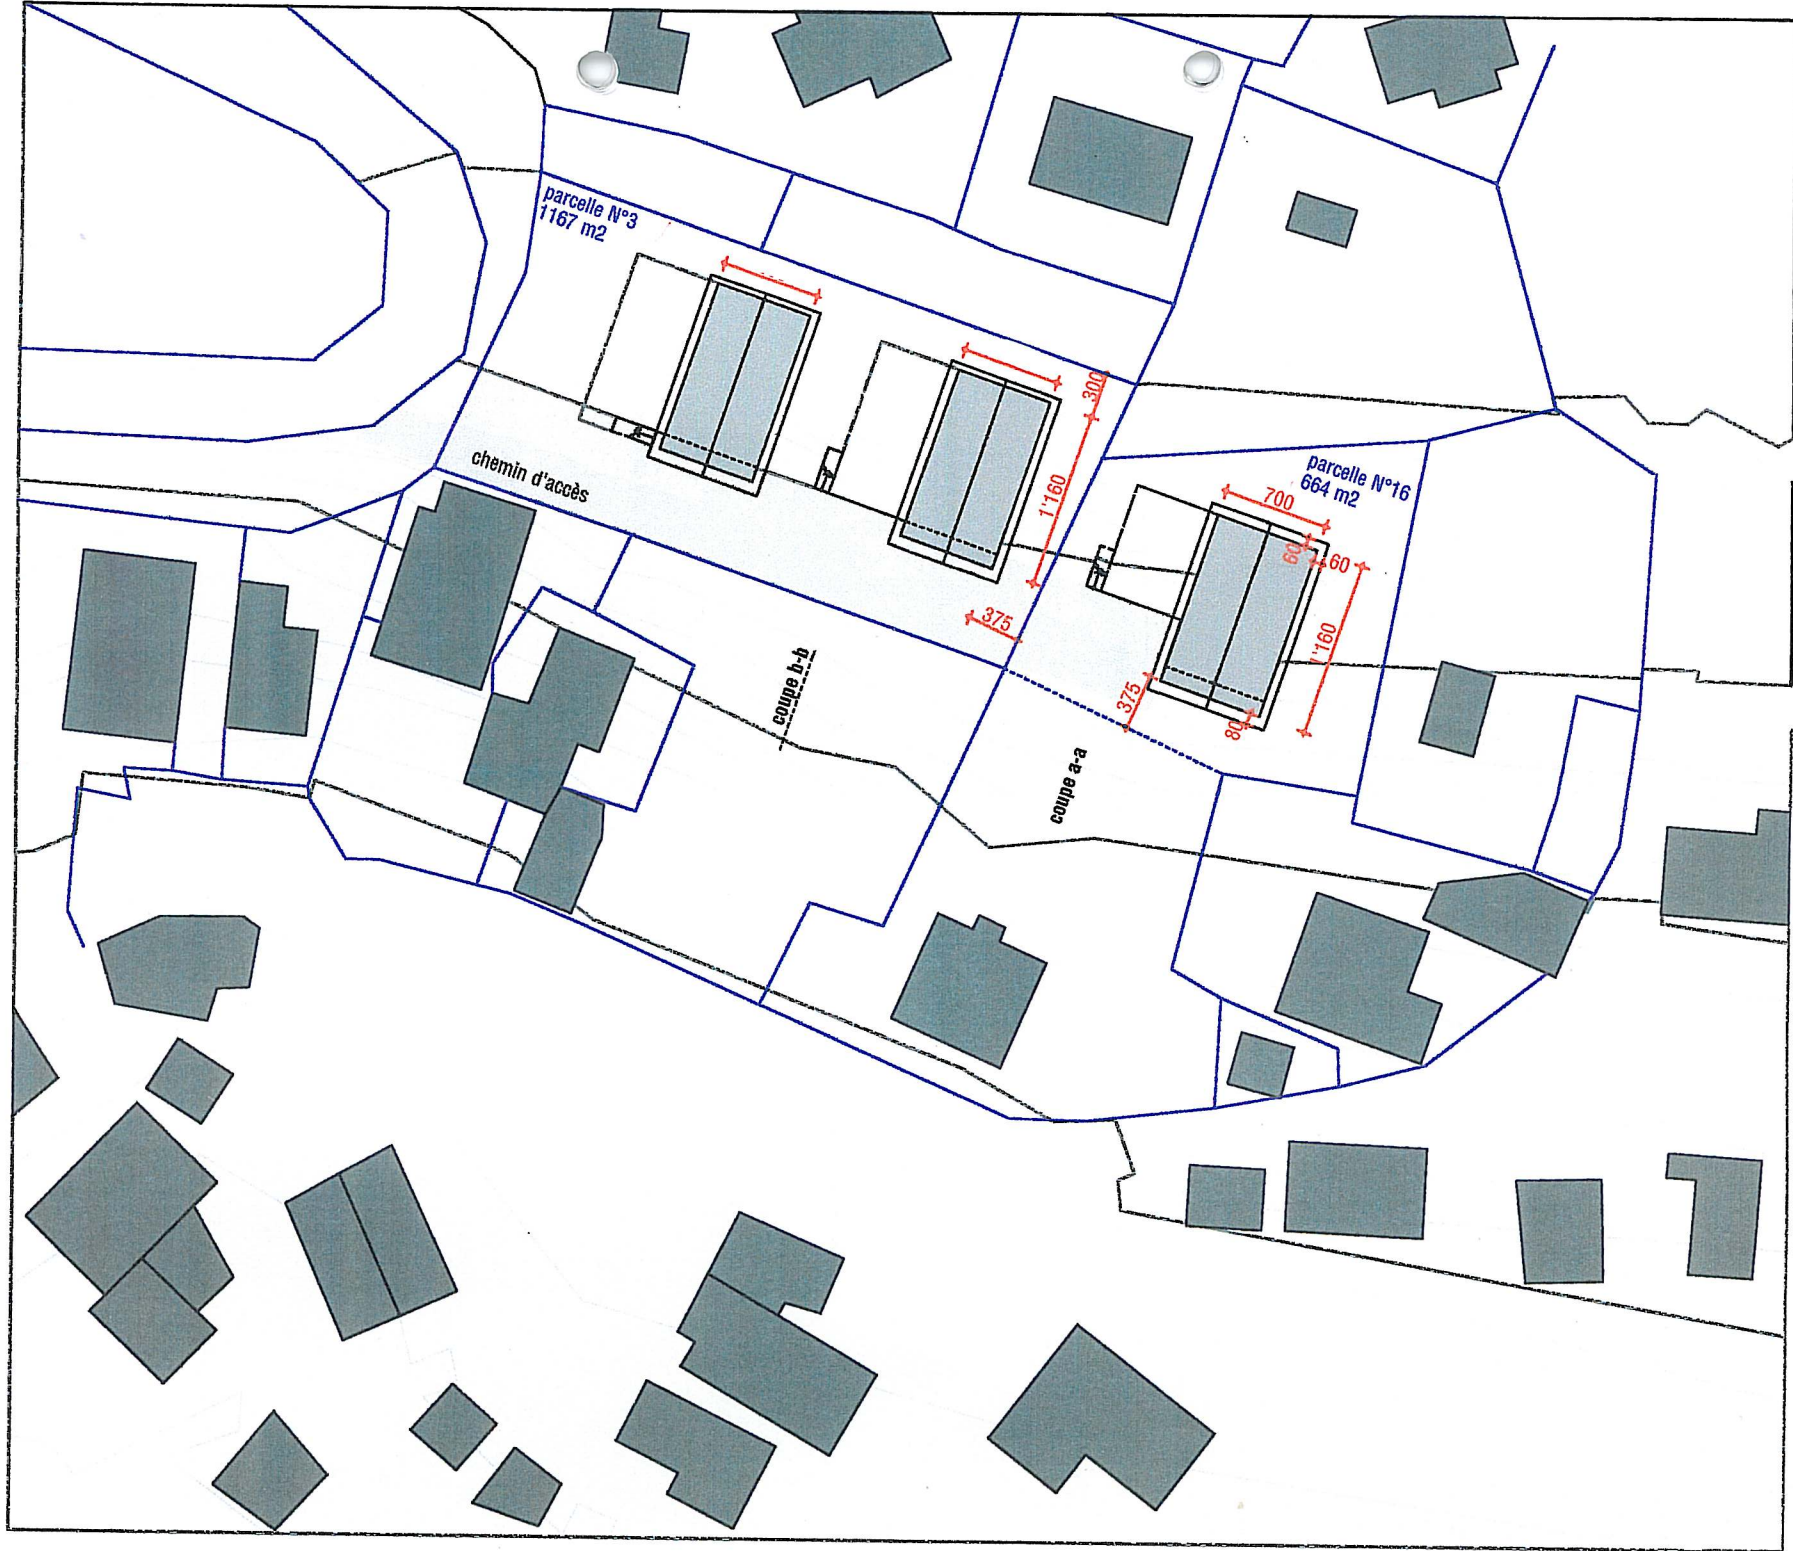 parcelle N°3
1167 m2
300
chemin d'accès
1'160
parcelle N°16
664 m2
700
60
60
375
1'160
coupe b-b
375
80
coupe a-a